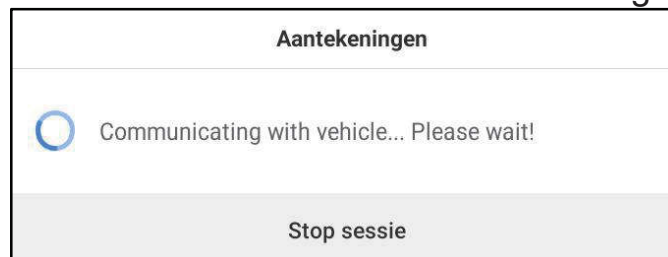 Aantekeningen
Communicating with vehicle... Please wait!
Stop sessie